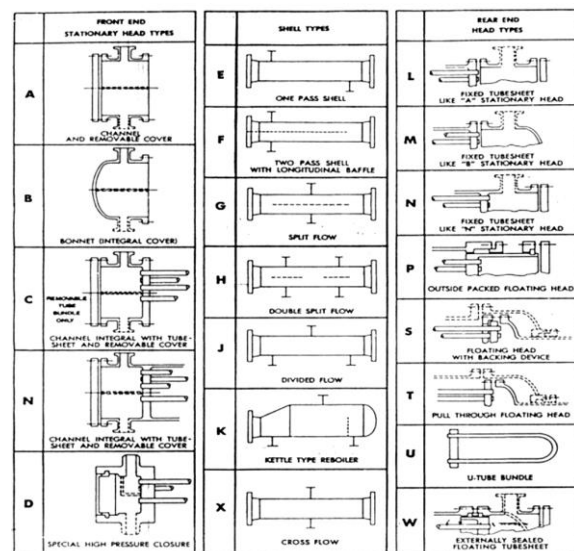 FRONT END
STATIONARY HEAD TYPES
A
CHANNEL
AND REMOVABLE COVER
B
BONNET (INTEGRAL COVER)
C
REMOVABLE
TUBE
BUNDLE
ONLY
CHANNEL INTEGRAL WITH TUBE-
SHEET AND REMOVABLE COVER
N
CHANNEL INTEGRAL WITH TUBE-
SHEET AND REMOVABLE COVER
D
SPECIAL HIGH PRESSURE CLOSURE
SHELL TYPES
E
ONE PASS SHELL
F
TWO PASS SHELL
WITH LONGITUDINAL BAFFLE
G
SPLIT FLOW
H
DOUBLE SPLIT FLOW
J
DIVIDED FLOW
K
KETTLE TYPE REBOILER
X
CROSS FLOW
REAR END
HEAD TYPES
L
FIXED TUBESHEET
LIKE "A" STATIONARY HEAD
M
FIXED TUBESHEET
LIKE "B" STATIONARY HEAD
N
FIXED TUBESHEET
LIKE "N" STATIONARY HEAD
P
OUTSIDE PACKED FLOATING HEAD
S
FLOATING HEAD
WITH BACKING DEVICE
T
PULL THROUGH FLOATING HEAD
U
U-TUBE BUNDLE
W
EXTERNALLY SEALED
FLOATING TUBESHEET